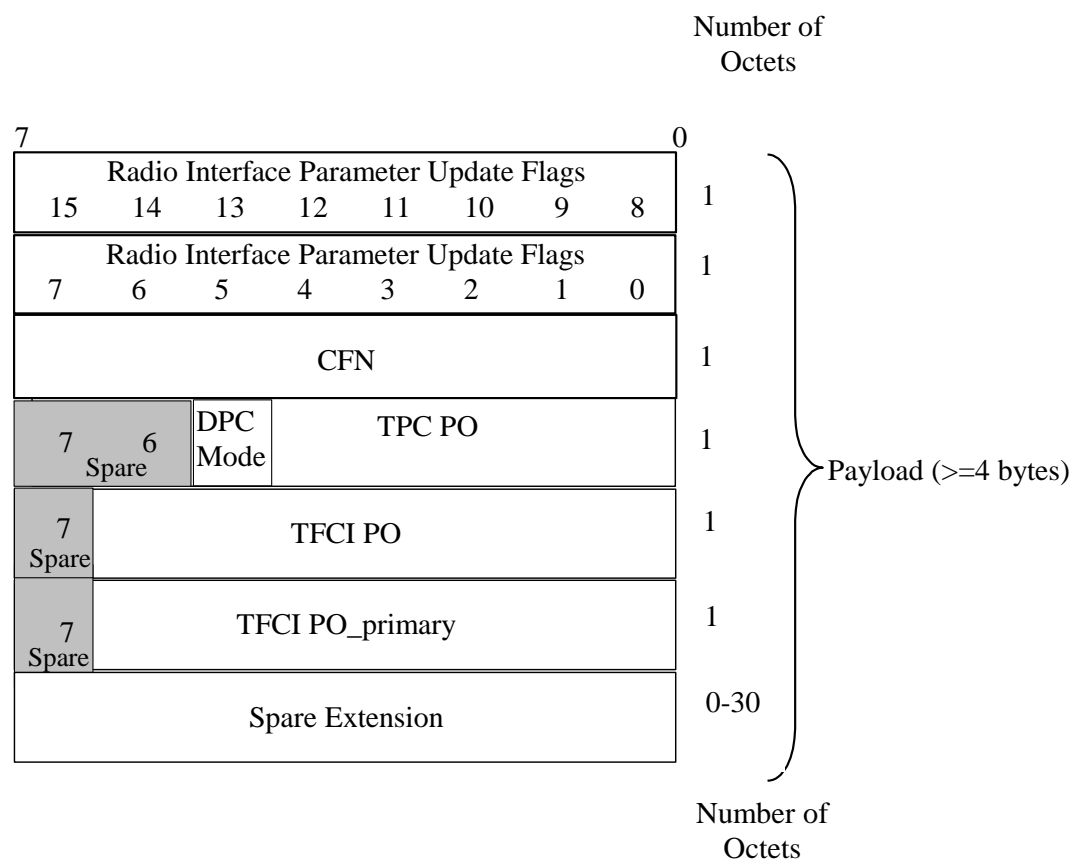 Number of
Octets
7 0
Radio Interface Parameter Update Flags
15 14 13 12 11 10 9 8
1
Radio Interface Parameter Update Flags
7 6 5 4 3 2 1 0
1
CFN
1
7 6
Spare
DPC
Mode
TPC PO
1
Payload (>=4 bytes)
7
Spare
TFCI PO
1
7
Spare
TFCI PO_primary
1
Spare Extension
0-30
Number of
Octets